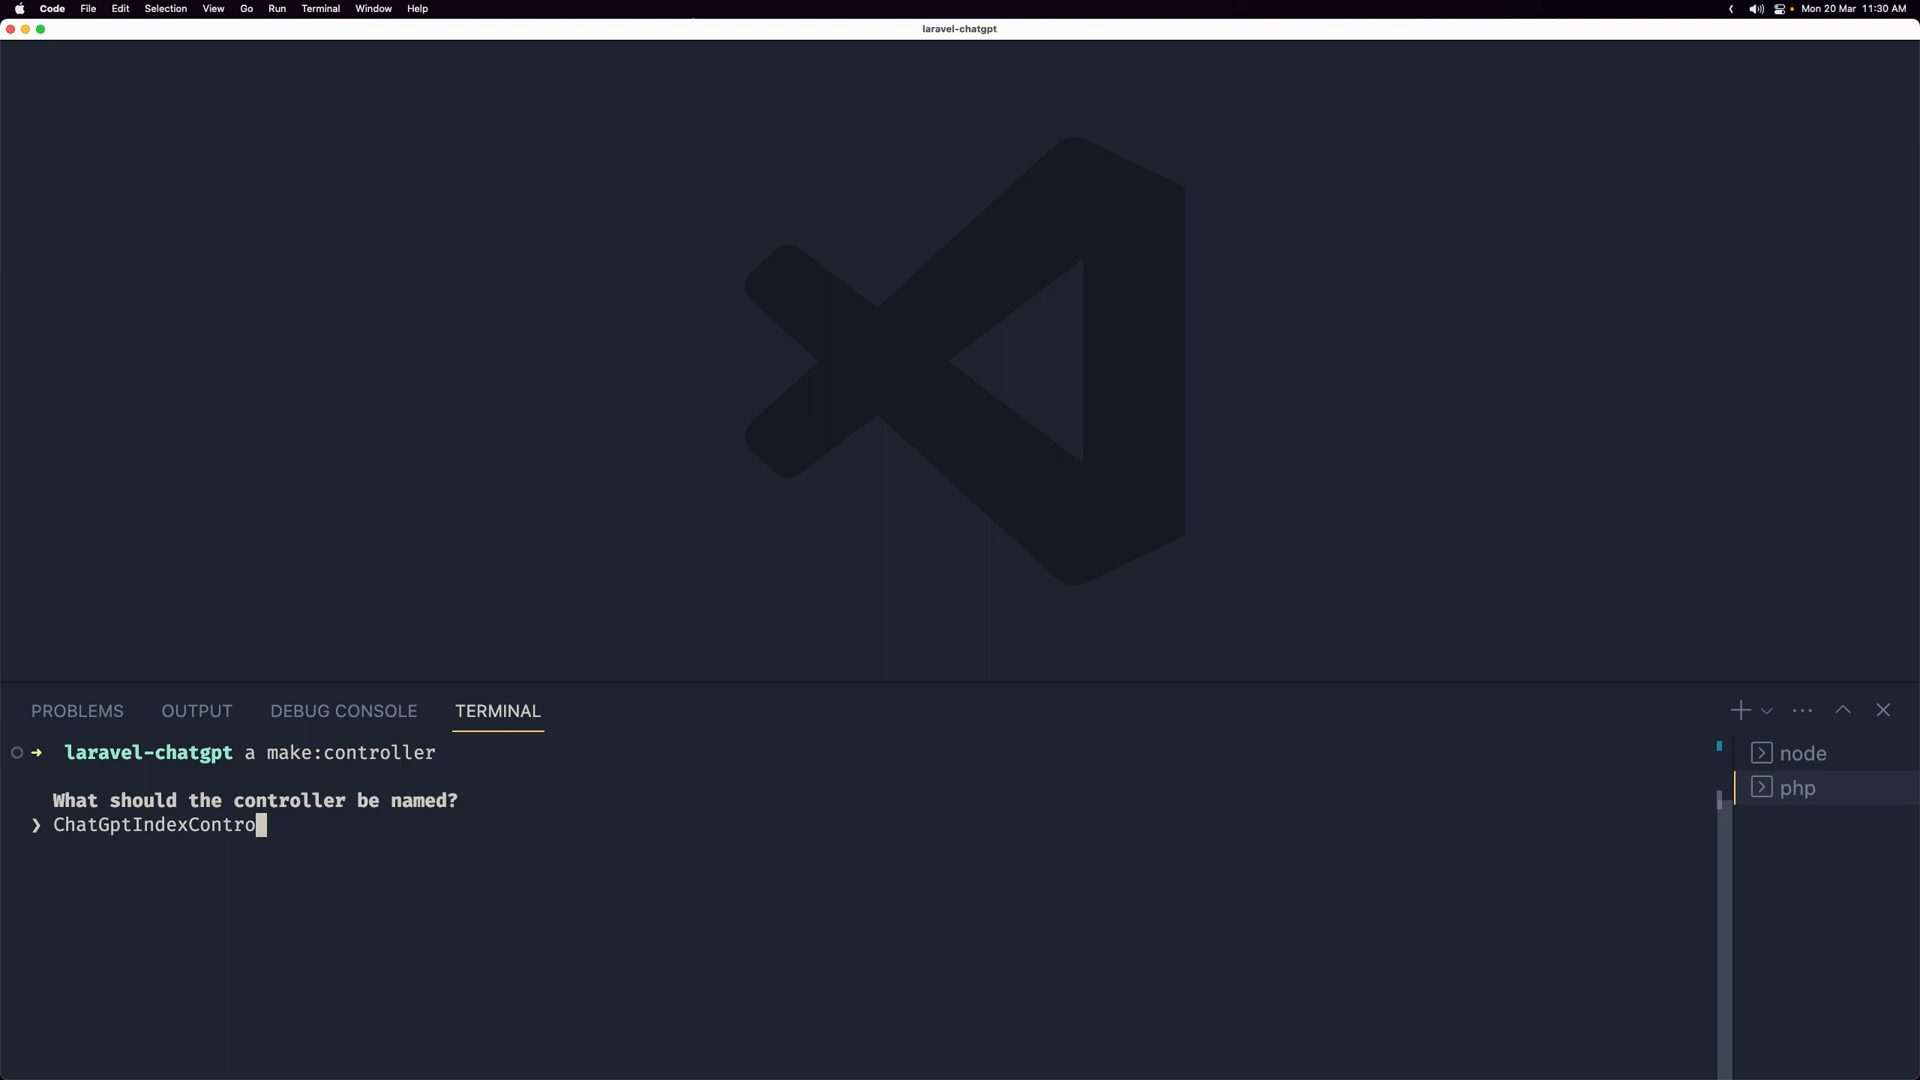 Code File Edit Selection View Go Run Terminal Window Help Mon 20 Mar 11:30 AM
laravel-chatgpt
PROBLEMS OUTPUT DEBUG CONSOLE TERMINAL
➜ laravel-chatgpt a make:controller
What should the controller be named?
❯ ChatGptIndexContro
node
php